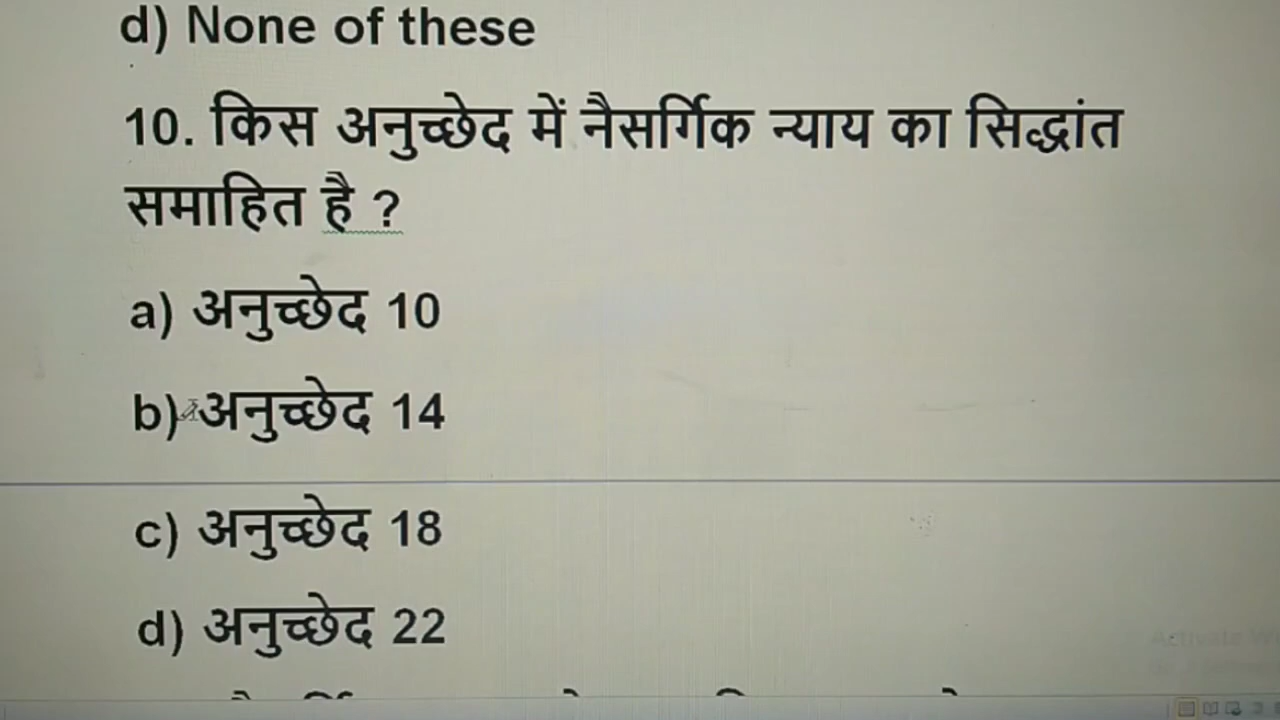 d) None of these
10. किस अनुच्छेद में नैसर्गिक न्याय का सिद्धांत
समाहित है ?
a) अनुच्छेद 10
b) अनुच्छेद 14
c) अनुच्छेद 18
d) अनुच्छेद 22